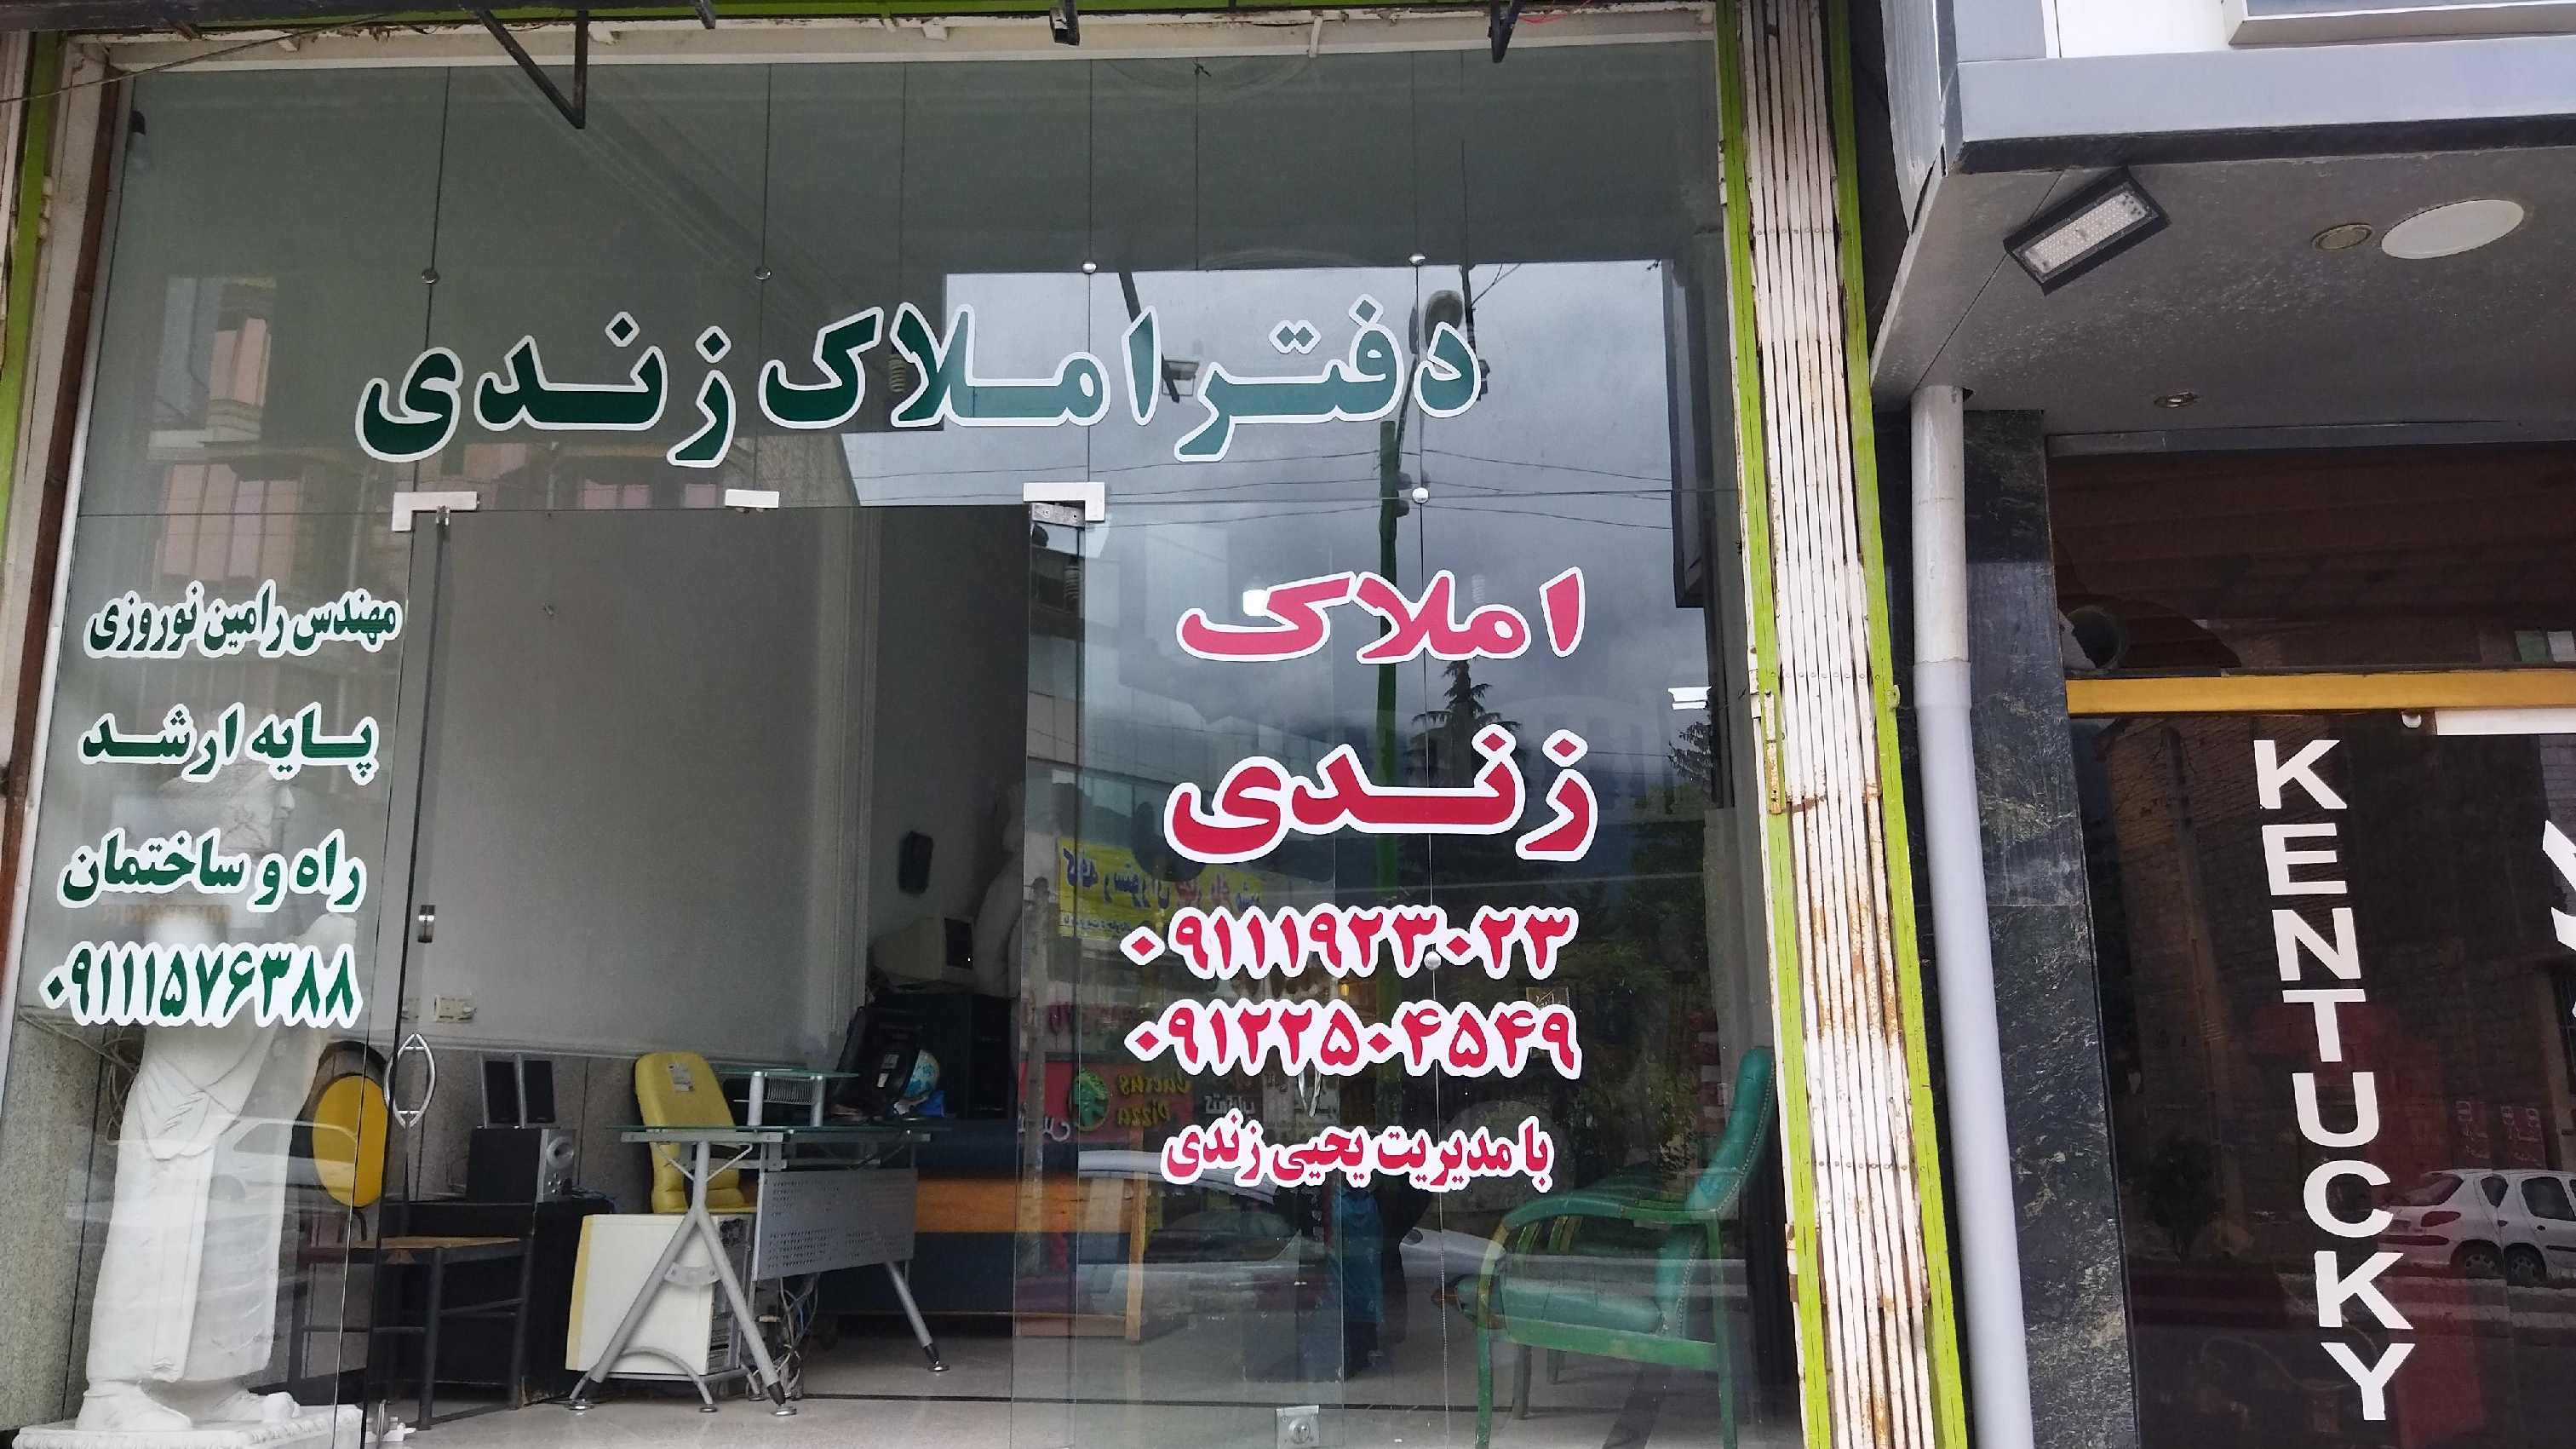 دفتر املاک زندی
املاک
زندی
۰۹۱۱۱۹۲۳۰۲۳
۰۹۱۲۲۵۰۴۵۴۹
با مدیریت یحیی زندی
مهندس رامین نوروزی
پایه ارشد
راه و ساختمان
۰۹۱۱۱۵۷۶۳۸۸
KENTUCKY